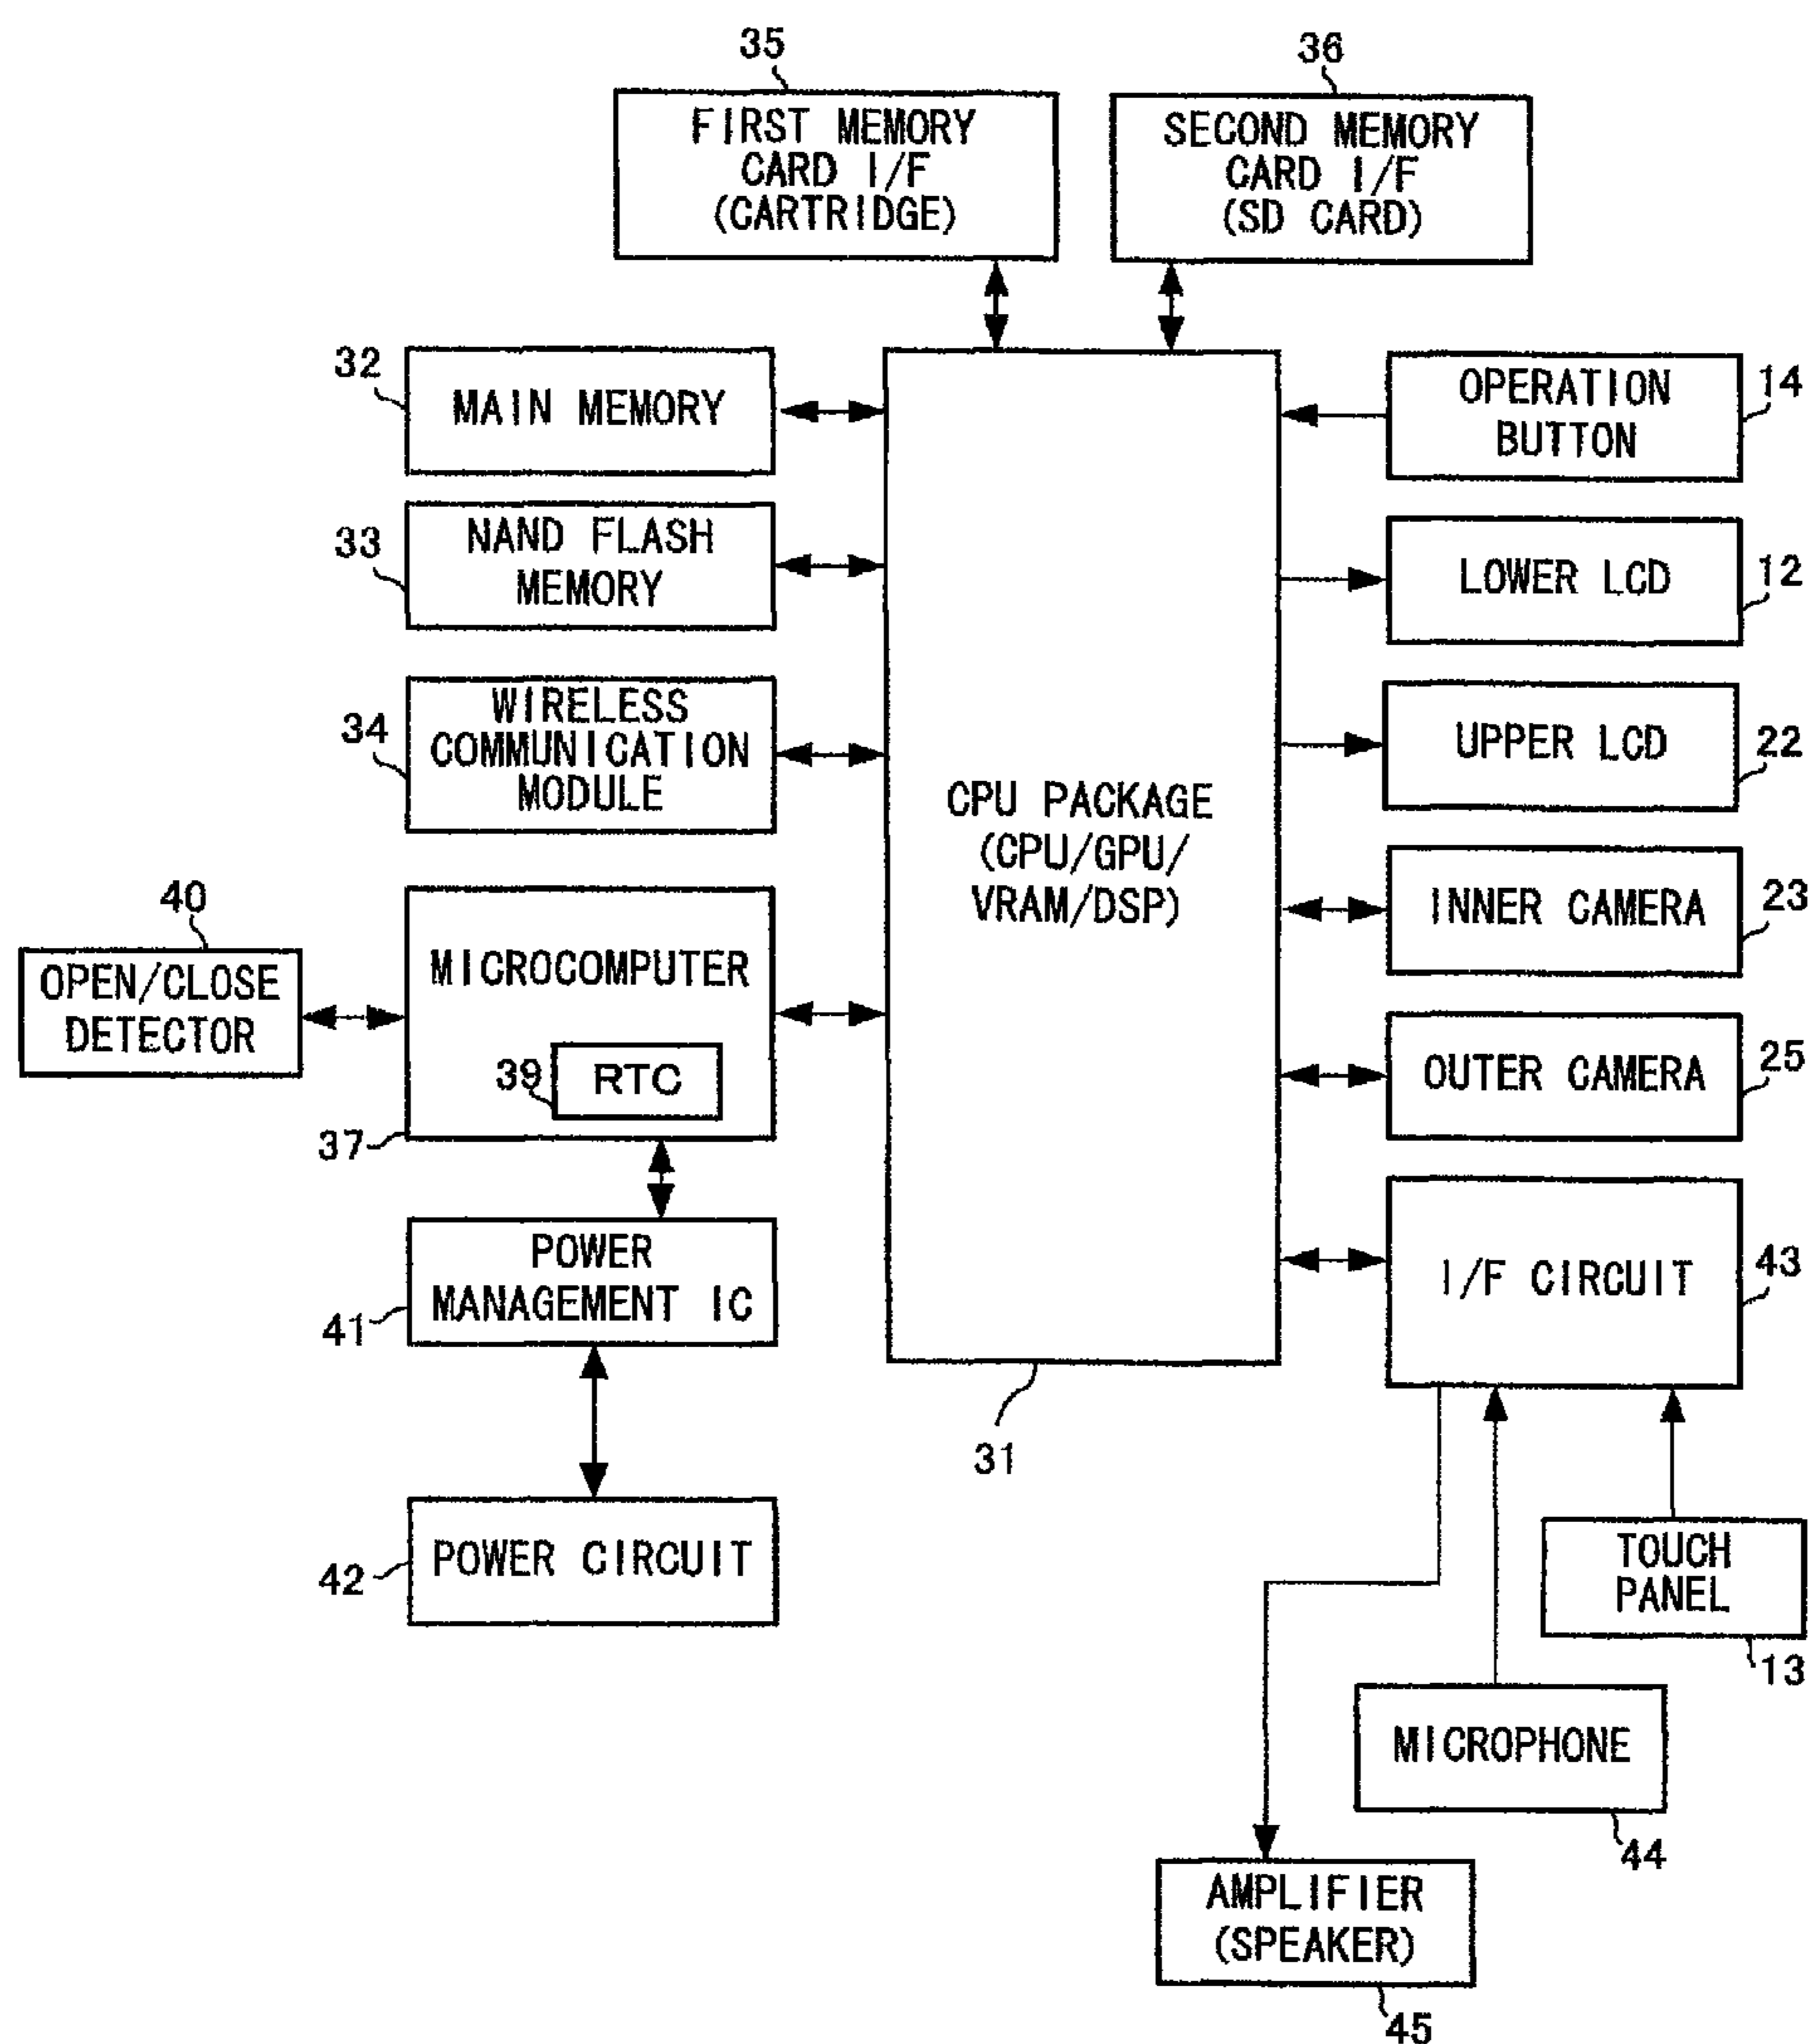 35
FIRST MEMORY
CARD I/F
(CARTRIDGE)
36
SECOND MEMORY
CARD I/F
(SD CARD)
32
MAIN MEMORY
33
NAND FLASH
MEMORY
34
WIRELESS
COMMUNICATION
MODULE
40
OPEN/CLOSE
DETECTOR
MICROCOMPUTER
39
RTC
37
POWER
MANAGEMENT IC
41
POWER CIRCUIT
42
CPU PACKAGE
(CPU/GPU/
VRAM/DSP)
31
OPERATION
BUTTON
14
LOWER LCD
12
UPPER LCD
22
INNER CAMERA
23
OUTER CAMERA
25
I/F CIRCUIT
43
TOUCH
PANEL
13
MICROPHONE
44
AMPLIFIER
(SPEAKER)
45